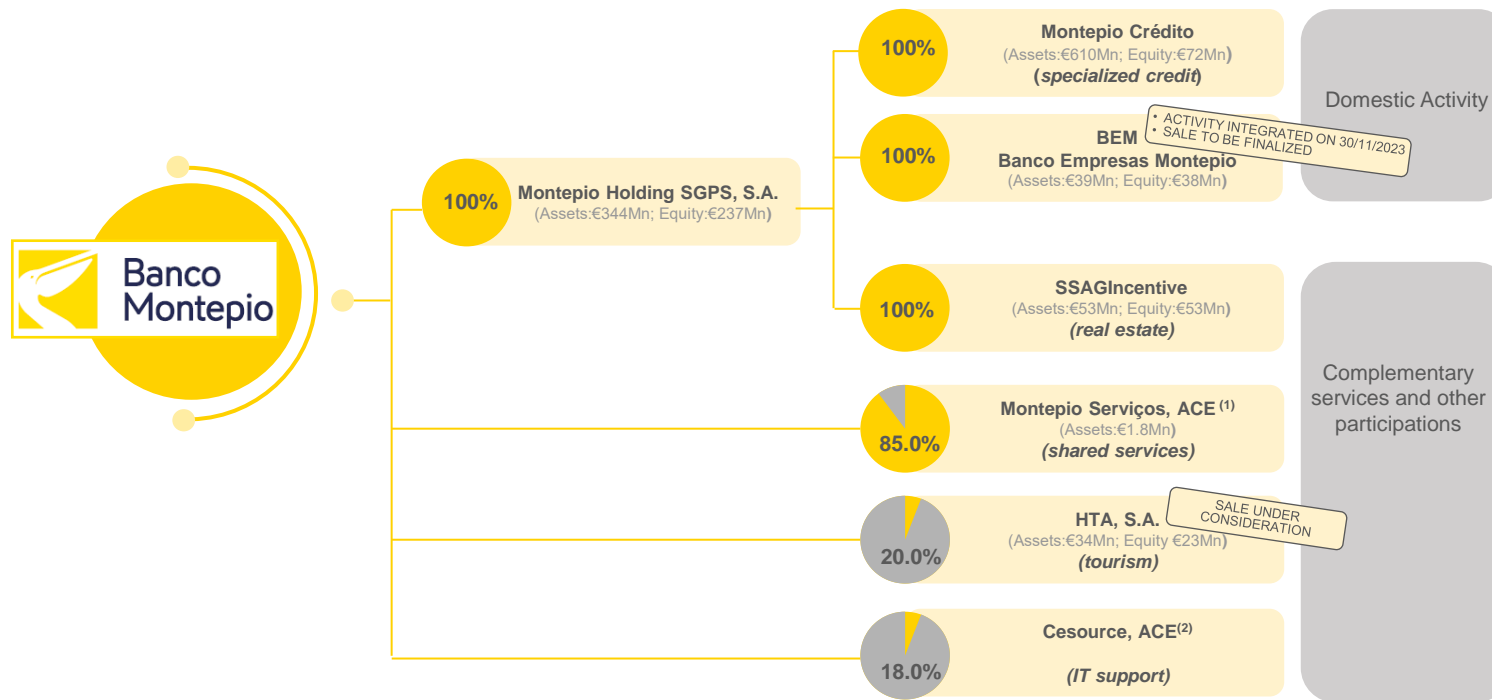 Banco
Montepio
100%
Montepio Holding SGPS, S.A.
(Assets:€344Mn; Equity:€237Mn)
100%
Montepio Crédito
(Assets:€610Mn; Equity:€72Mn)
(specialized credit)
100%
BEM
Banco Empresas Montepio
(Assets:€39Mn; Equity:€38Mn)
• ACTIVITY INTEGRATED ON 30/11/2023
• SALE TO BE FINALIZED
Domestic Activity
100%
SSAGIncentive
(Assets:€53Mn; Equity:€53Mn)
(real estate)
85.0%
Montepio Serviços, ACE (1)
(Assets:€1.8Mn)
(shared services)
20.0%
HTA, S.A.
(Assets:€34Mn; Equity €23Mn)
(tourism)
SALE UNDER
CONSIDERATION
18.0%
Cesource, ACE(2)
(IT support)
Complementary
services and other
participations